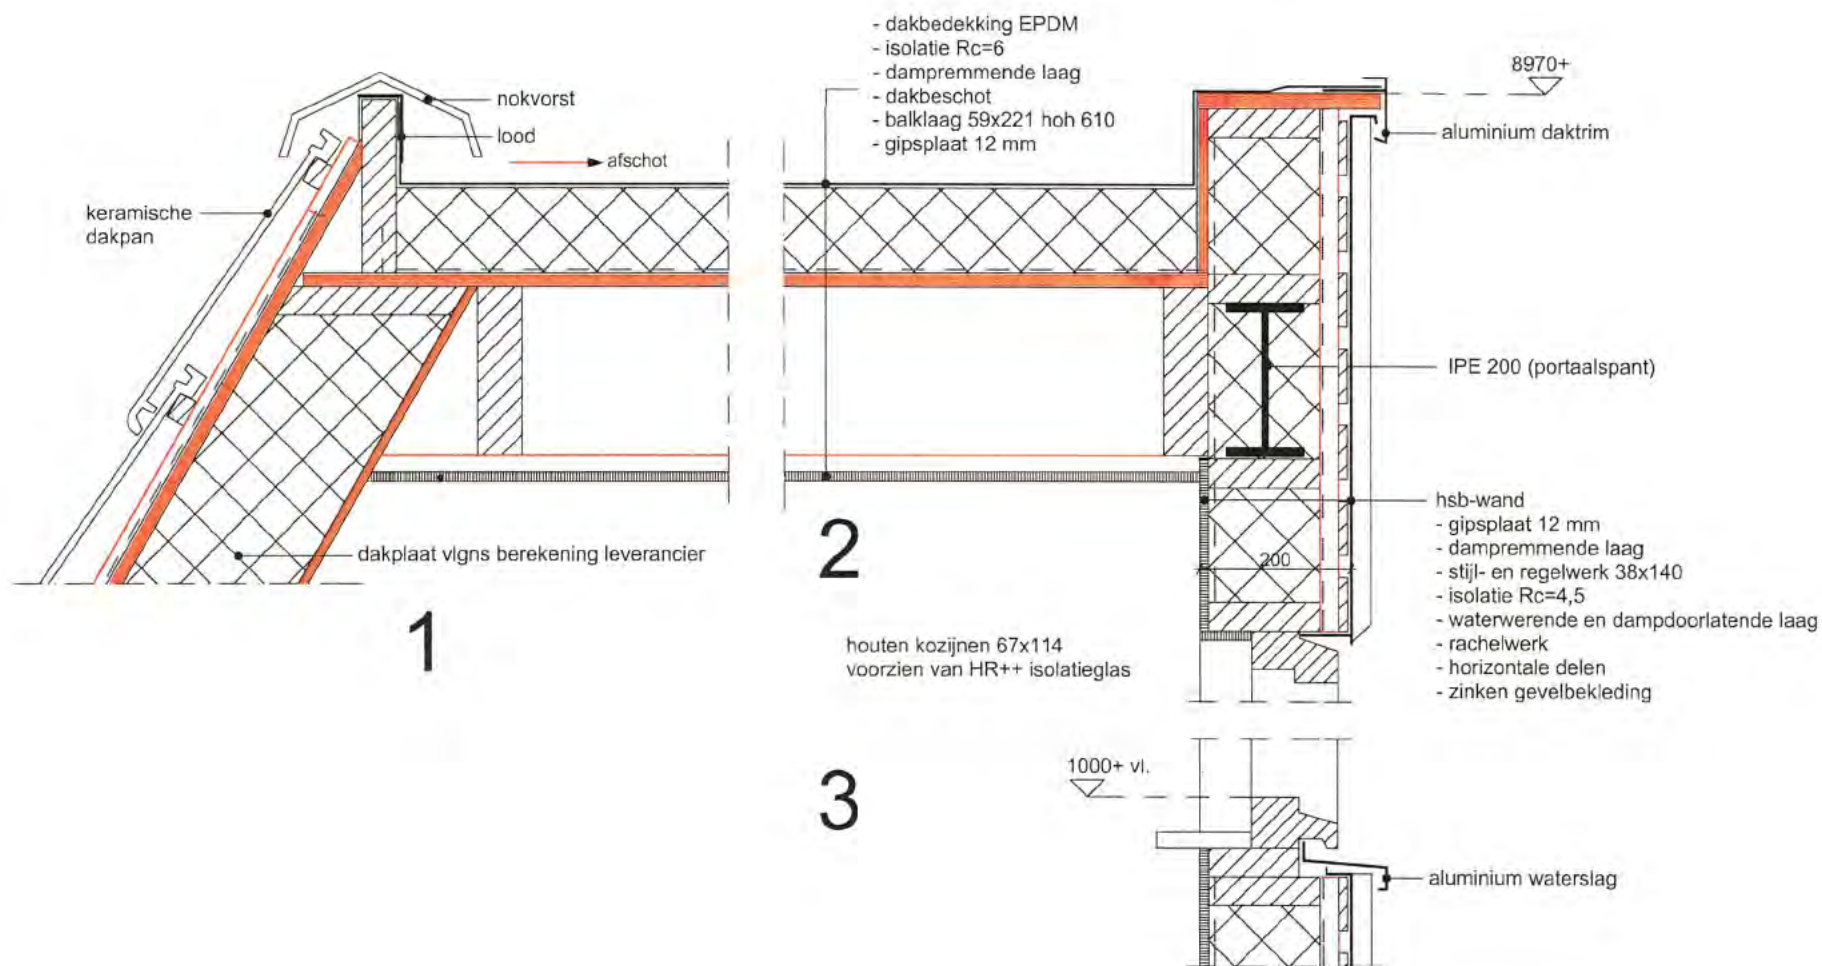 - dakbedekking EPDM
- isolatie Rc=6
- dampremmende laag
- dakbeschot
- balklaag 59x221 hoh 610
- gipsplaat 12 mm
8970+
nokvorst
lood
aluminium daktrim
afschot
keramische
dakpan
IPE 200 (portaalspant)
hsb-wand
- gipsplaat 12 mm
- dampremmende laag
- stijl- en regelwerk 38x140
- isolatie Rc=4,5
- waterwerende en dampdoorlatende laag
- rachelwerk
- horizontale delen
- zinken gevelbekleding
dakplaat vlgns berekening leverancier
200
1
2
houten kozijnen 67x114
voorzien van HR++ isolatieglas
3
1000+ vl.
aluminium waterslag